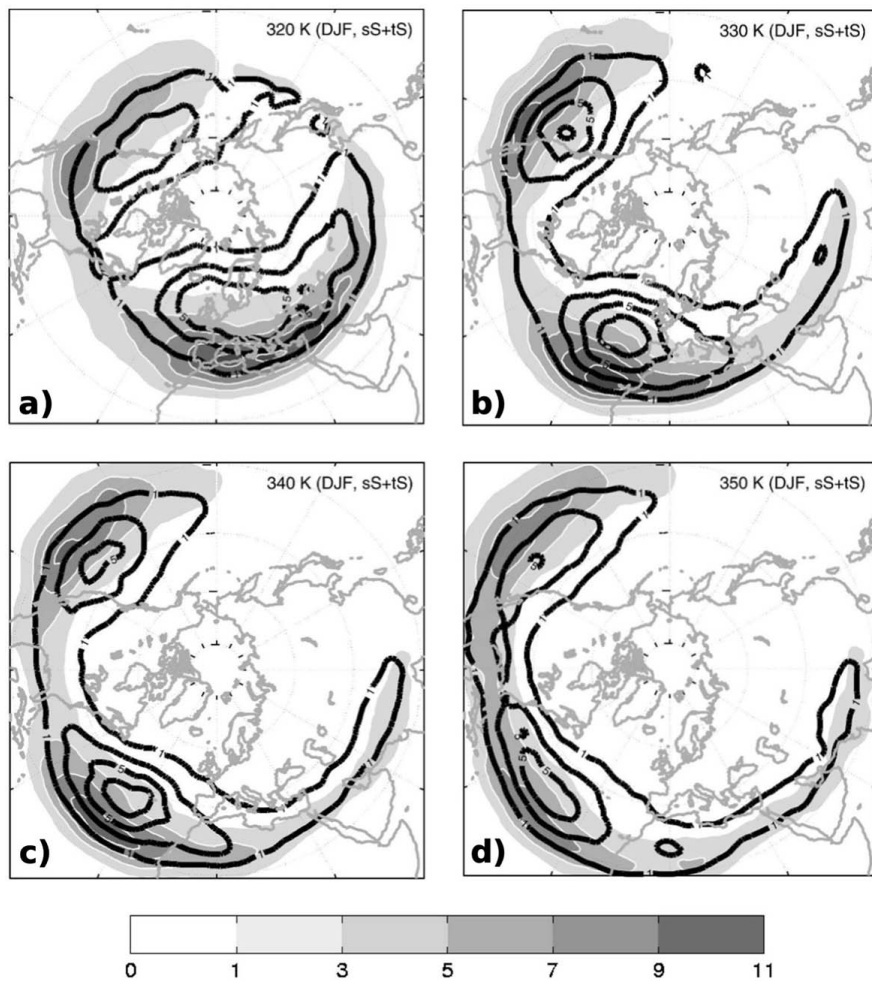 320 K (DJF, sS+tS)
a)
330 K (DJF, sS+tS)
b)
340 K (DJF, sS+tS)
c)
350 K (DJF, sS+tS)
d)
0 1 3 5 7 9 11